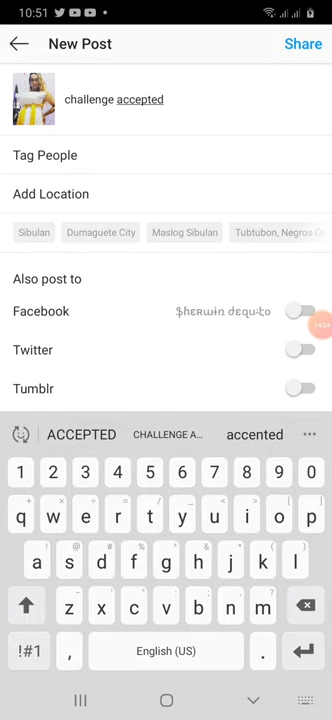 10:51
New Post
Share
challenge accepted
Tag People
Add Location
Sibulan
Dumaguete City
Maslog Sibulan
Tubtubon, Negros O
Also post to
Facebook
14:04
Twitter
Tumblr
ACCEPTED
CHALLENGE A...
accented
1 2 3 4 5 6 7 8 9 0
q w e r t y u i o p
a s d f g h j k l
z x c v b n m
!#1 , English (US) .